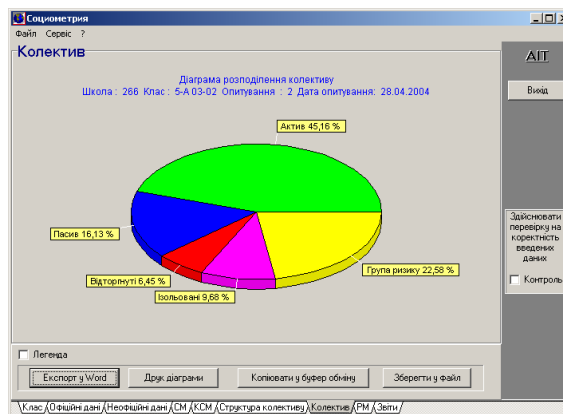 Социометрия
Файл Сервіс ?
Колектив
Діаграма розподілення колективу
Школа : 266 Клас : 5-А 03-02 Опитування : 2 Дата опитування: 28.04.2004
Актив 45,16 %
Пасив 16,13 %
Відторгнуті 6,45 %
Ізольовані 9,68 %
Група ризику 22,58 %
АІТ
Вихід
Здійснювати
перевірку на
коректність
введених
даних
Контроль
Легенда
Експорт у Word Друк діаграми Копіювати у буфер обміну Зберегти у файл
Клас Офіційні дані Неофіційні дані СМ КСМ Структура колективу Колектив РМ Звіти